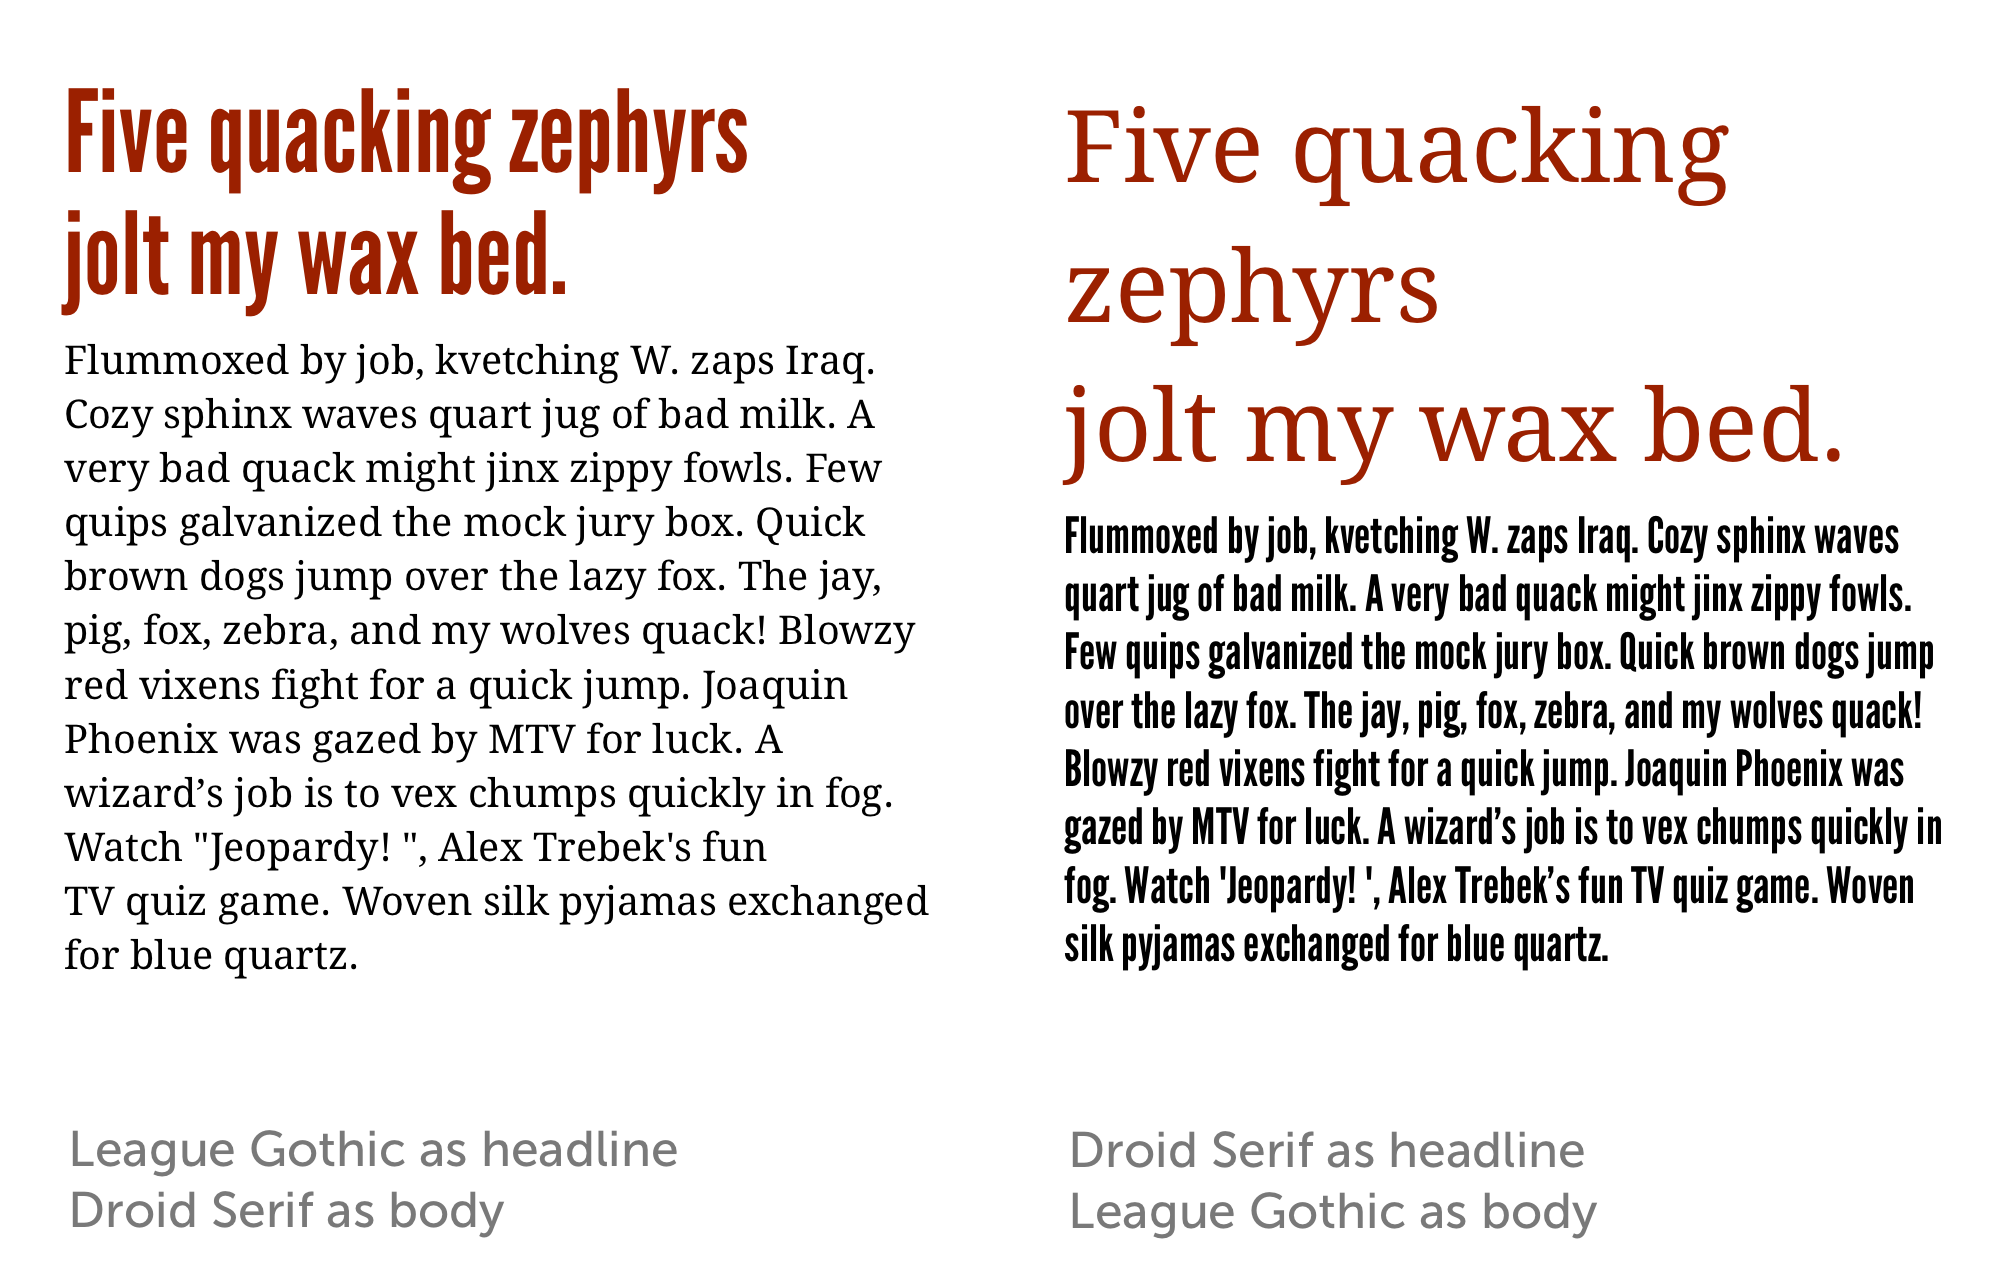 Five quacking zephyrs
jolt my wax bed.
Flummoxed by job, kvetching W. zaps Iraq.
Cozy sphinx waves quart jug of bad milk. A
very bad quack might jinx zippy fowls. Few
quips galvanized the mock jury box. Quick
brown dogs jump over the lazy fox. The jay,
pig, fox, zebra, and my wolves quack! Blowzy
red vixens fight for a quick jump. Joaquin
Phoenix was gazed by MTV for luck. A
wizard’s job is to vex chumps quickly in fog.
Watch "Jeopardy! ", Alex Trebek's fun
TV quiz game. Woven silk pyjamas exchanged
for blue quartz.
League Gothic as headline
Droid Serif as body
Five quacking
zephyrs
jolt my wax bed.
Flummoxed by job, kvetching W. zaps Iraq. Cozy sphinx waves
quart jug of bad milk. A very bad quack might jinx zippy fowls.
Few quips galvanized the mock jury box. Quick brown dogs jump
over the lazy fox. The jay, pig, fox, zebra, and my wolves quack!
Blowzy red vixens fight for a quick jump. Joaquin Phoenix was
gazed by MTV for luck. A wizard’s job is to vex chumps quickly in
fog. Watch 'Jeopardy! ', Alex Trebek’s fun TV quiz game. Woven
silk pyjamas exchanged for blue quartz.
Droid Serif as headline
League Gothic as body